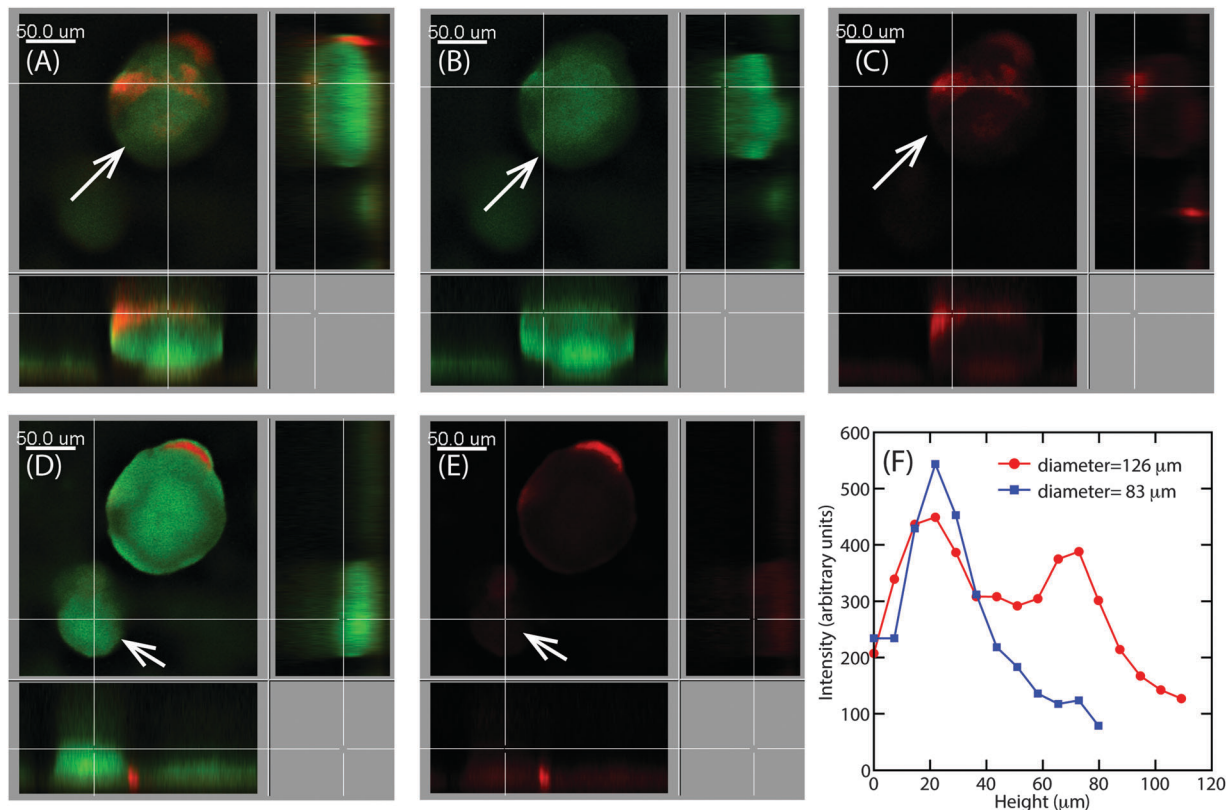 50.0 um
(A)
50.0 um
(B)
50.0 um
(C)
50.0 um
(D)
50.0 um
(E)
(F)
diameter=126 μm
diameter= 83 μm
600
500
400
300
200
100
0
Intensity (arbitrary units)
0 20 40 60 80 100 120
Height (μm)